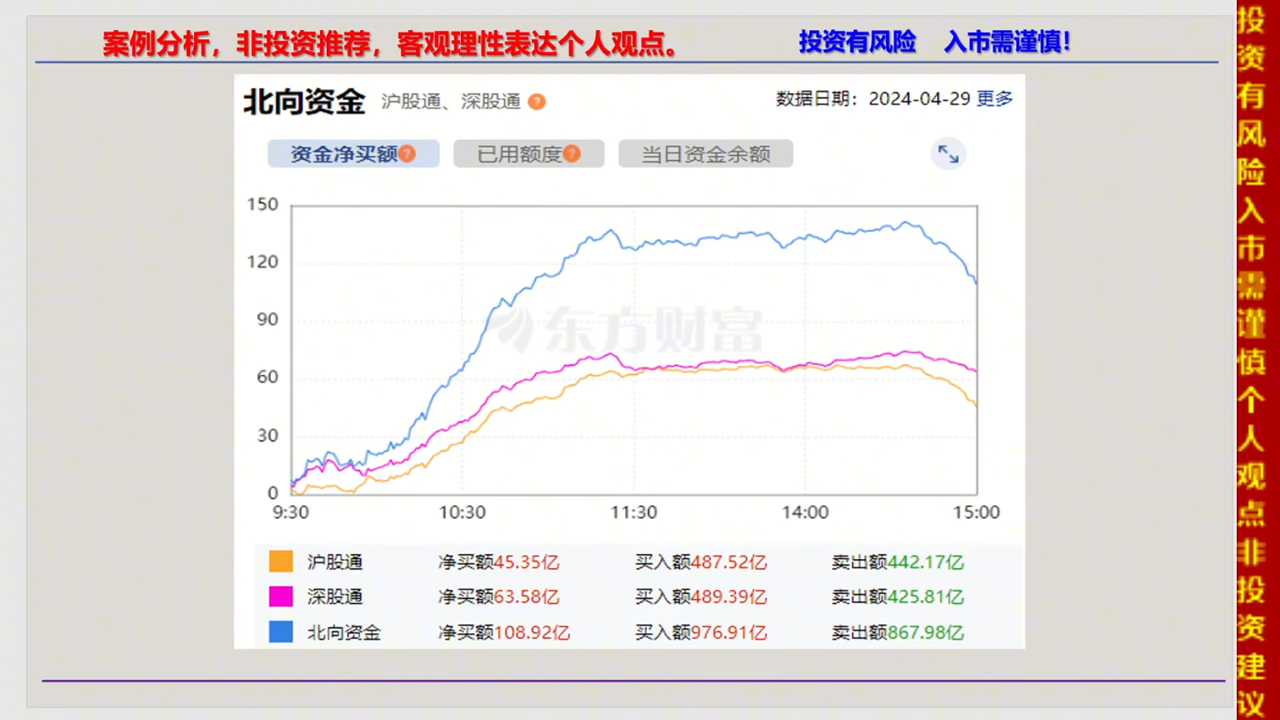 案例分析，非投资推荐，客观理性表达个人观点。
投资有风险 入市需谨慎！
北向资金 沪股通、深股通 ?
数据日期：2024-04-29 更多
资金净买额? 已用额度? 当日资金余额
150
120
90
60
30
0
9:30 10:30 11:30 14:00 15:00
东方财富
沪股通 净买额45.35亿 买入额487.52亿 卖出额442.17亿
深股通 净买额63.58亿 买入额489.39亿 卖出额425.81亿
北向资金 净买额108.92亿 买入额976.91亿 卖出额867.98亿
投资有风险入市需谨慎个人观点非投资建议